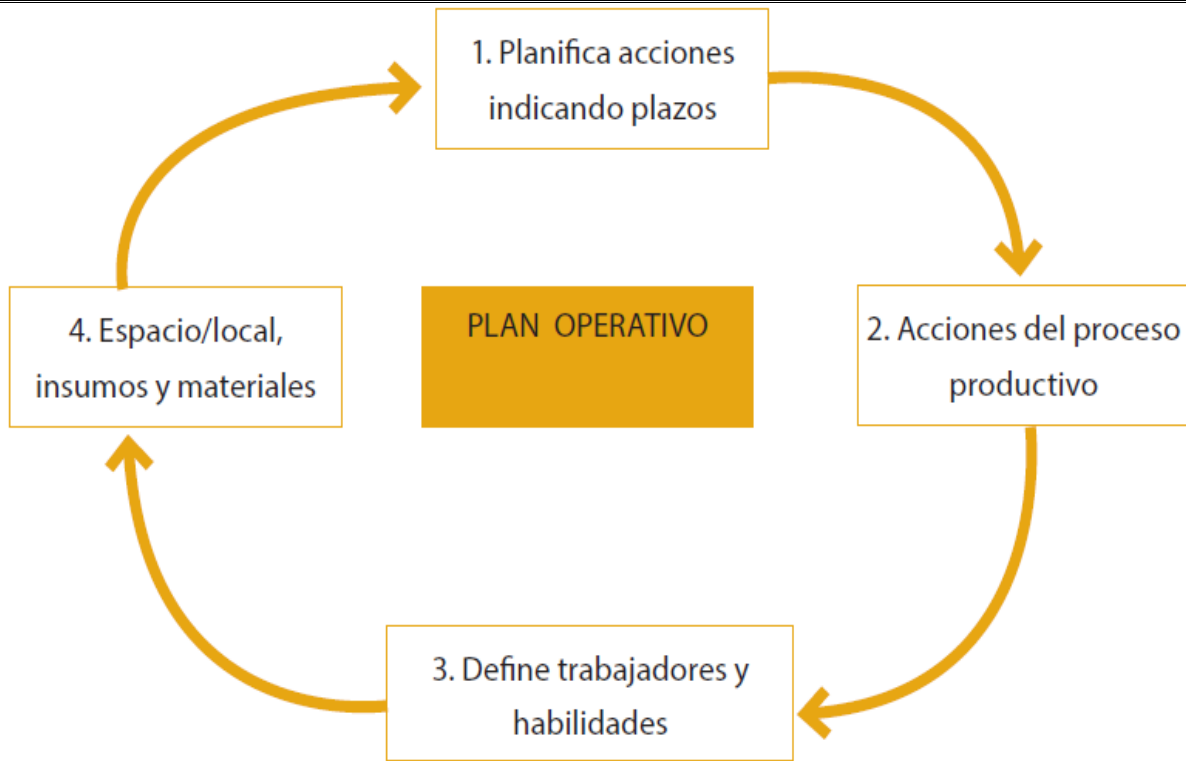 1. Planifica acciones
indicando plazos
2. Acciones del proceso
productivo
3. Define trabajadores y
habilidades
4. Espacio/local,
insumos y materiales
PLAN OPERATIVO